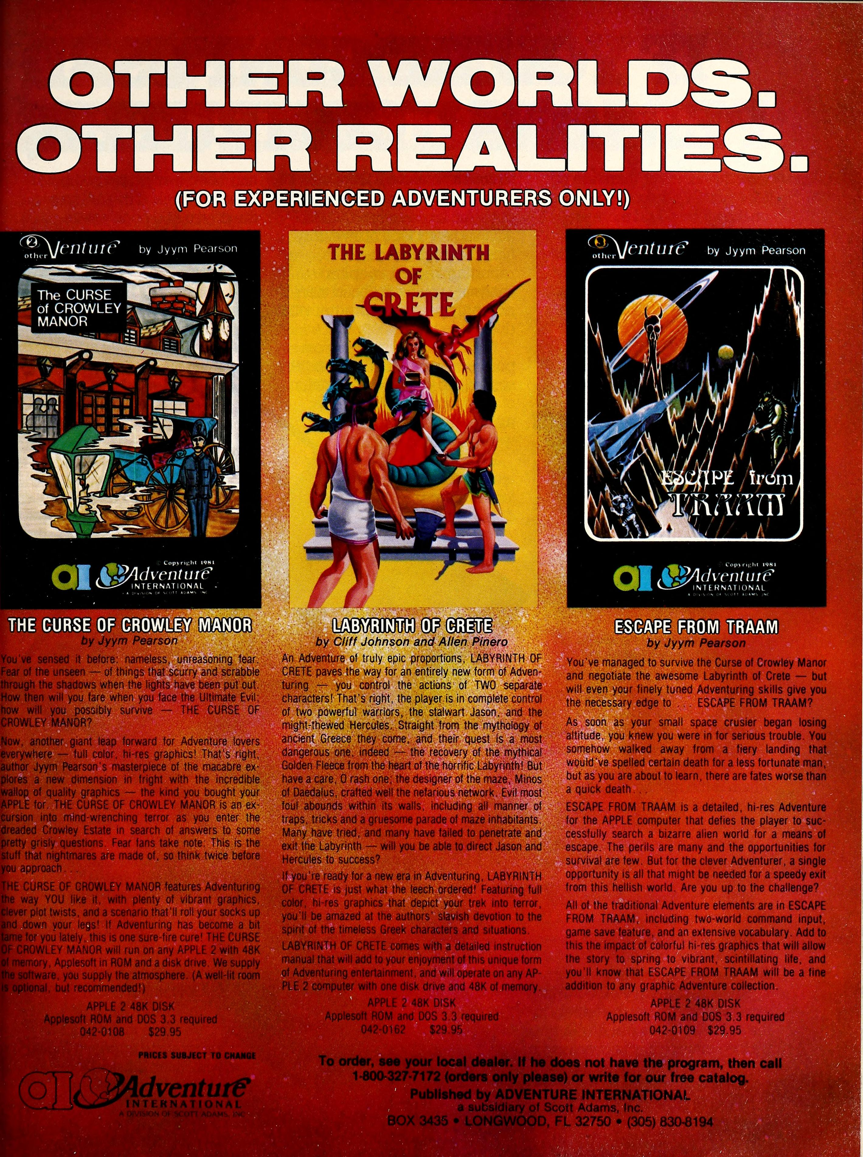 OTHER WORLDS.
OTHER REALITIES.
(FOR EXPERIENCED ADVENTURERS ONLY!)
2
other Venture by Jyym Pearson
The CURSE
of CROWLEY
MANOR
Copyright 1981
ai Adventure
INTERNATIONAL
A DIVISION OF SCOTT ADAMS, INC.
THE LABYRINTH
OF
CRETE
3
other Venture by Jyym Pearson
ESCAPE from
TRAAM
Copyright 1981
ai Adventure
INTERNATIONAL
A DIVISION OF SCOTT ADAMS, INC.
THE CURSE OF CROWLEY MANOR
by Jyym Pearson
You've sensed it before: nameless, unreasoning fear.
Fear of the unseen — of things that scurry and scrabble
through the shadows when the lights have been put out.
How then will you fare when you face the Ultimate Evil;
how will you possibly survive — THE CURSE OF
CROWLEY MANOR?
Now, another giant leap forward for Adventure lovers
everywhere — full color, hi-res graphics! That's right,
author Jyym Pearson's masterpiece of the macabre ex-
plores a new dimension in fright with the incredible
wallop of quality graphics — the kind you bought your
APPLE for. THE CURSE OF CROWLEY MANOR is an ex-
cursion into mind-wrenching terror as you enter the
dreaded Crowley Estate in search of answers to some
pretty grisly questions. Fear fans take note: This is the
stuff that nightmares are made of, so think twice before
you approach.
THE CURSE OF CROWLEY MANOR features Adventuring
the way YOU like it, with plenty of vibrant graphics,
clever plot twists, and a scenario that'll roll your socks up
and down your legs! If Adventuring has become a bit
tame for you lately, this is one sure-fire cure! THE CURSE
OF CROWLEY MANOR will run on any APPLE 2 with 48K
of memory, Applesoft in ROM and a disk drive. We supply
the software, you supply the atmosphere. (A well-lit room
is optional, but recommended!)
APPLE 2 48K DISK
Applesoft ROM and DOS 3.3 required
042-0108 $29.95
LABYRINTH OF CRETE
by Cliff Johnson and Allen Pinero
An Adventure of truly epic proportions, LABYRINTH OF
CRETE paves the way for an entirely new form of Adven-
turing — you control the actions of TWO separate
characters! That's right, the player is in complete control
of two powerful warriors, the stalwart Jason, and the
might-thewed Hercules. Straight from the mythology of
ancient Greece they come, and their quest is a most
dangerous one, indeed — the recovery of the mythical
Golden Fleece from the heart of the horrific Labyrinth! But
have a care, O rash one; the designer of the maze, Minos
of Daedalus, crafted well the nefarious network. Evil most
foul abounds within its walls, including all manner of
traps, tricks and a gruesome parade of maze inhabitants.
Many have tried, and many have failed to penetrate and
exit the Labyrinth — will you be able to direct Jason and
Hercules to success?
If you're ready for a new era in Adventuring, LABYRINTH
OF CRETE is just what the leech ordered! Featuring full
color, hi-res graphics that depict your trek into terror,
you'll be amazed at the authors' slavish devotion to the
spirit of the timeless Greek characters and situations.
LABYRINTH OF CRETE comes with a detailed instruction
manual that will add to your enjoyment of this unique form
of Adventuring entertainment, and will operate on any AP-
PLE 2 computer with one disk drive and 48K of memory.
APPLE 2 48K DISK
Applesoft ROM and DOS 3.3 required
042-0162 $29.95
ESCAPE FROM TRAAM
by Jyym Pearson
You've managed to survive the Curse of Crowley Manor
and negotiate the awesome Labyrinth of Crete — but
will even your finely tuned Adventuring skills give you
the necessary edge to ESCAPE FROM TRAAM?
As soon as your small space crusier began losing
altitude, you knew you were in for serious trouble. You
somehow walked away from a fiery landing that
would've spelled certain death for a less fortunate man,
but as you are about to learn, there are fates worse than
a quick death . . .
ESCAPE FROM TRAAM is a detailed, hi-res Adventure
for the APPLE computer that defies the player to suc-
cessfully search a bizarre alien world for a means of
escape. The perils are many and the opportunities for
survival are few. But for the clever Adventurer, a single
opportunity is all that might be needed for a speedy exit
from this hellish world. Are you up to the challenge?
All of the traditional Adventure elements are in ESCAPE
FROM TRAAM, including two-world command input,
game save feature, and an extensive vocabulary. Add to
this the impact of colorful hi-res graphics that will allow
the story to spring to vibrant, scintillating life, and
you'll know that ESCAPE FROM TRAAM will be a fine
addition to any graphic Adventure collection.
APPLE 2 48K DISK
Applesoft ROM and DOS 3.3 required
042-0109 $29.95
PRICES SUBJECT TO CHANGE
ai Adventure
INTERNATIONAL
A DIVISION OF SCOTT ADAMS, INC.
To order, see your local dealer. If he does not have the program, then call
1-800-327-7172 (orders only please) or write for our free catalog.
Published by ADVENTURE INTERNATIONAL
a subsidiary of Scott Adams, Inc.
BOX 3435 • LONGWOOD, FL 32750 • (305) 830-8194